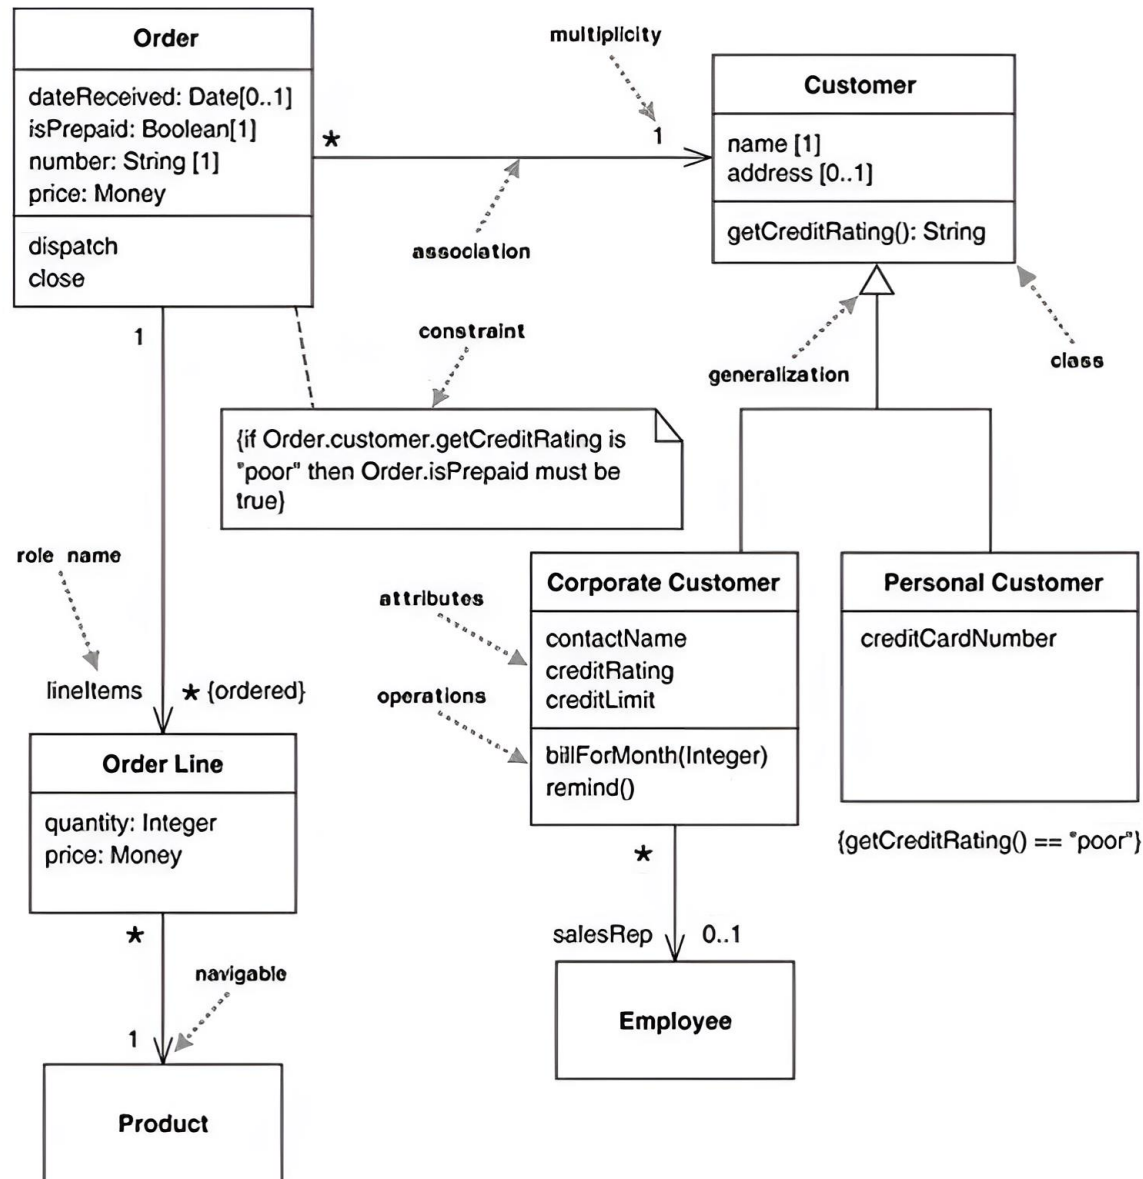 Order
dateReceived: Date[0..1]
isPrepaid: Boolean[1]
number: String [1]
price: Money
dispatch
close
multiplicity
*
1
association
Customer
name [1]
address [0..1]
getCreditRating(): String
1
constraint
generalization
class
{if Order.customer.getCreditRating is
"poor" then Order.isPrepaid must be
true}
role name
lineItems
* {ordered}
attributes
operations
Corporate Customer
contactName
creditRating
creditLimit
billForMonth(Integer)
remind()
Personal Customer
creditCardNumber
{getCreditRating() == "poor"}
Order Line
quantity: Integer
price: Money
*
navigable
1
Product
*
salesRep
0..1
Employee